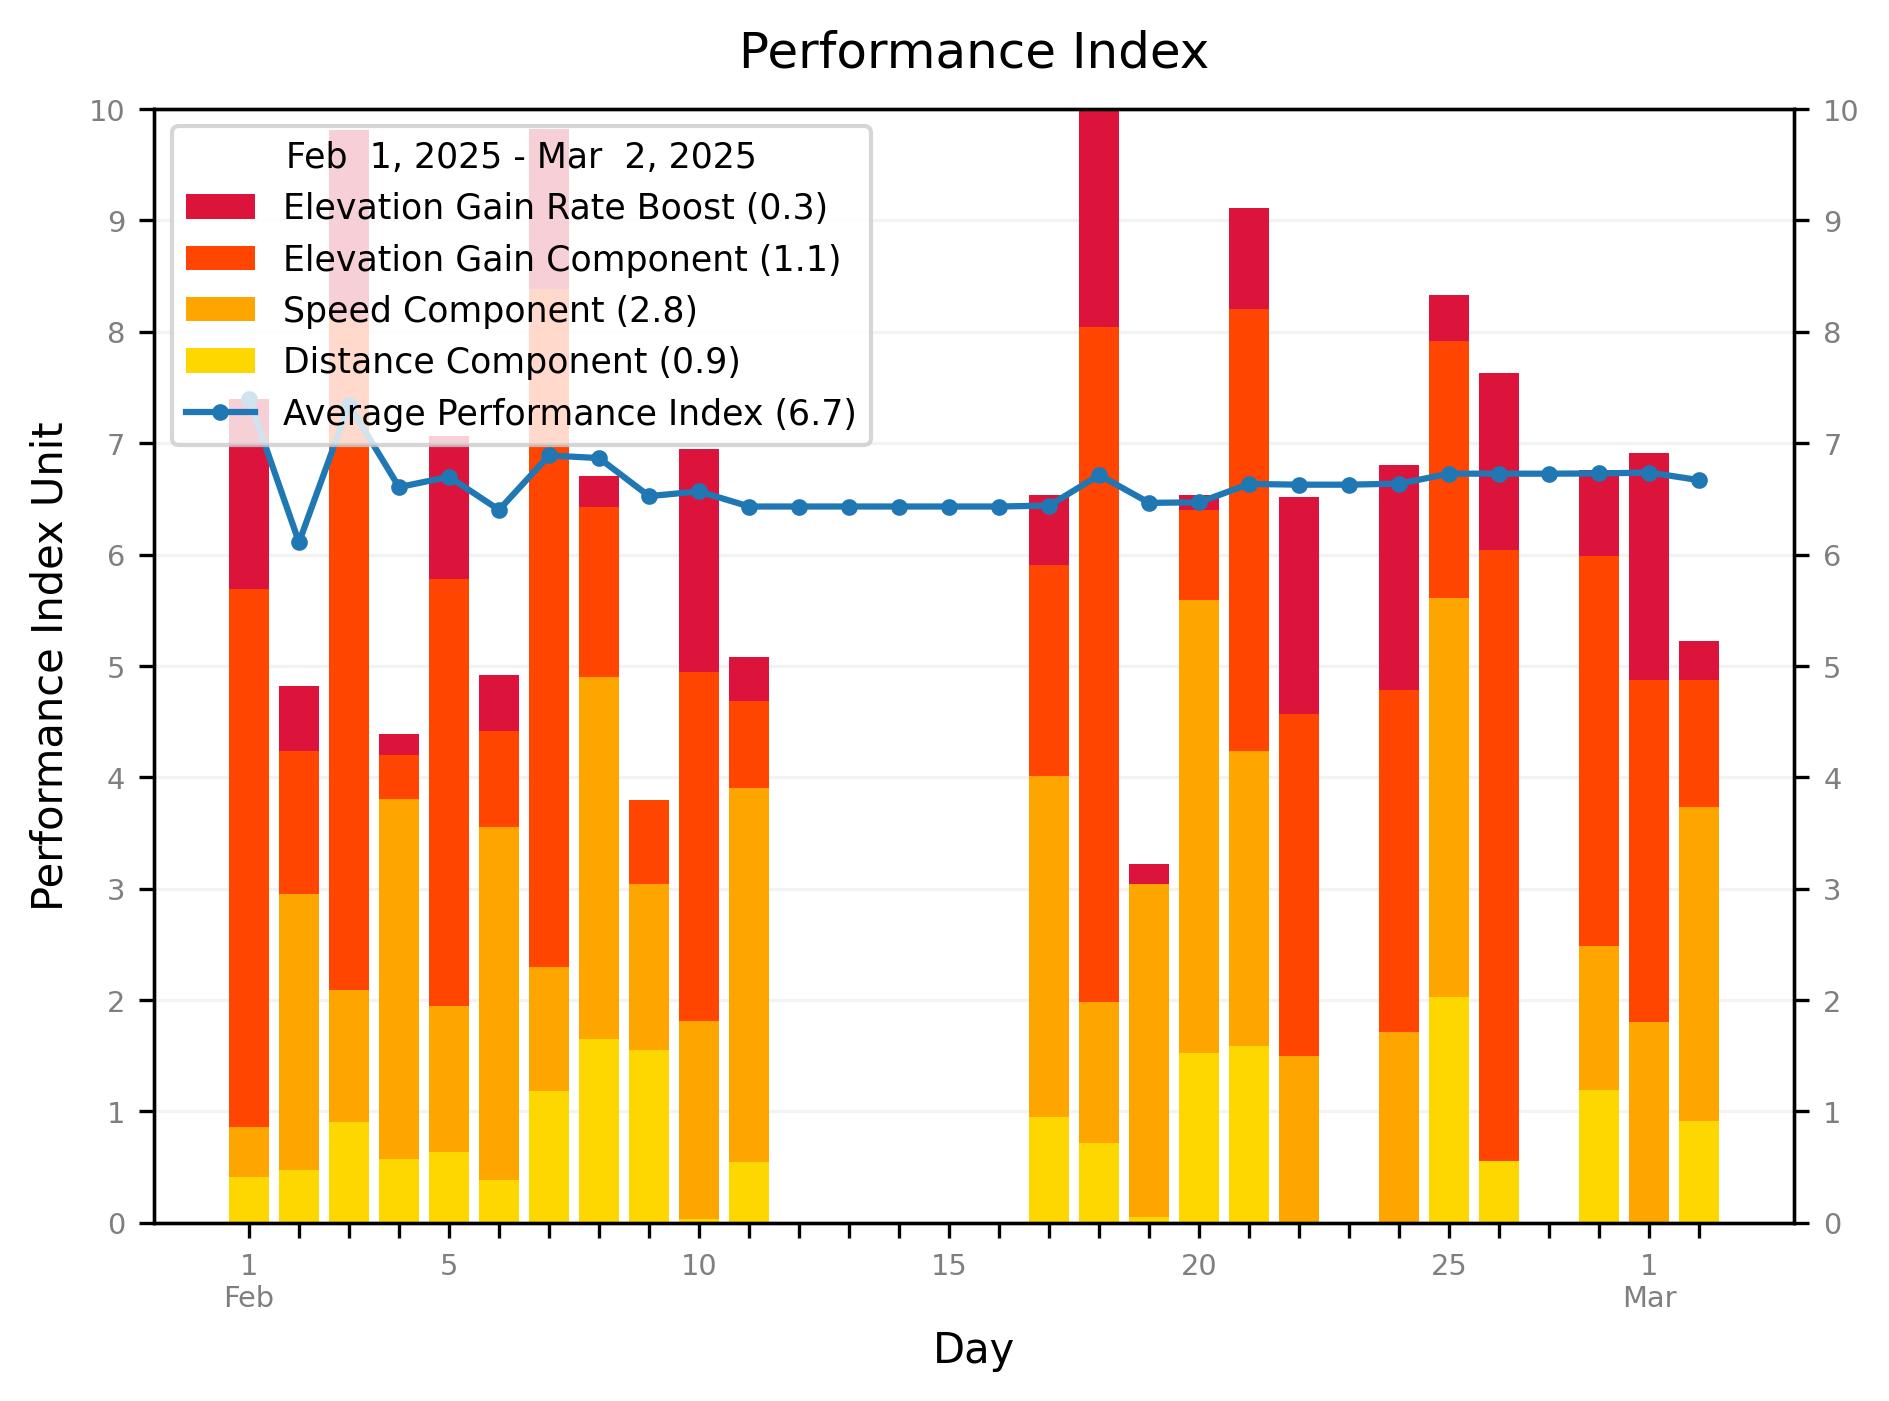 Performance Index
Feb  1, 2025 - Mar  2, 2025
Elevation Gain Rate Boost (0.3)
Elevation Gain Component (1.1)
Speed Component (2.8)
Distance Component (0.9)
Average Performance Index (6.7)
Performance Index Unit
10
9
8
7
6
5
4
3
2
1
0
10
9
8
7
6
5
4
3
2
1
0
1 5 10 15 20 25 1
Feb Mar
Day